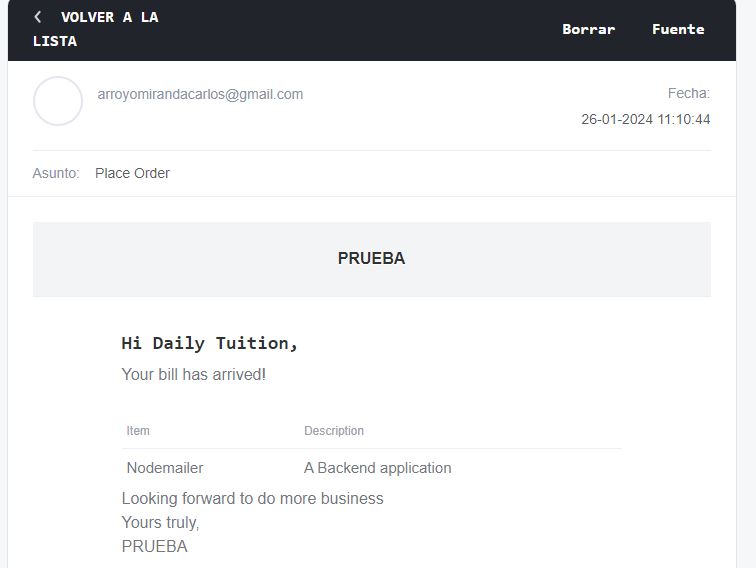 VOLVER A LA
LISTA
Borrar Fuente
arroyomirandacarlos@gmail.com
Fecha:
26-01-2024 11:10:44
Asunto: Place Order
PRUEBA
Hi Daily Tuition,
Your bill has arrived!
Item Description
Nodemailer A Backend application
Looking forward to do more business
Yours truly,
PRUEBA